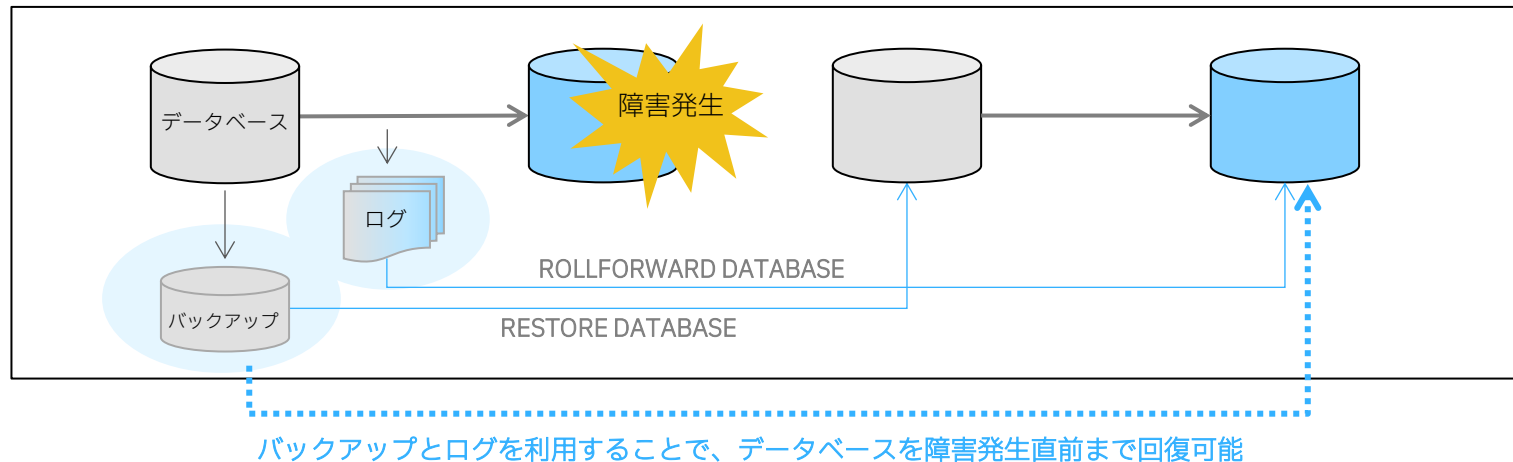 データベース
障害発生
ログ
ROLLFORWARD DATABASE
バックアップ
RESTORE DATABASE
バックアップとログを利用することで、データベースを障害発生直前まで回復可能